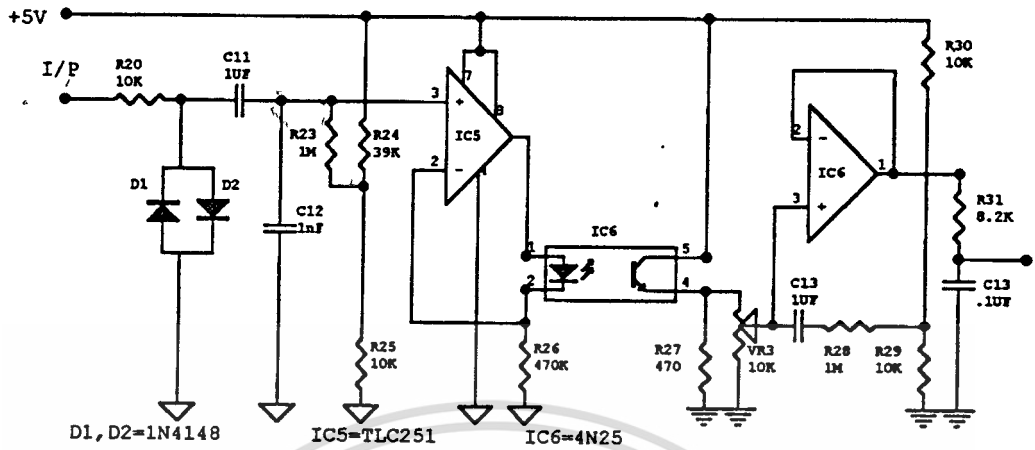 +5V
I/P
R20
10K
C11
1UF
R23
1M
R24
39K
3
+
7
8
IC5
2
−
D1
D2
C12
1nF
R25
10K
1
2
IC6
5
4
R26
470K
R27
470
VR3
10K
C13
1UF
R28
1M
R29
10K
R30
10K
2
−
3
+
1
IC6
R31
8.2K
C13
.1UF
D1,D2=1N4148
IC5=TLC251
IC6=4N25